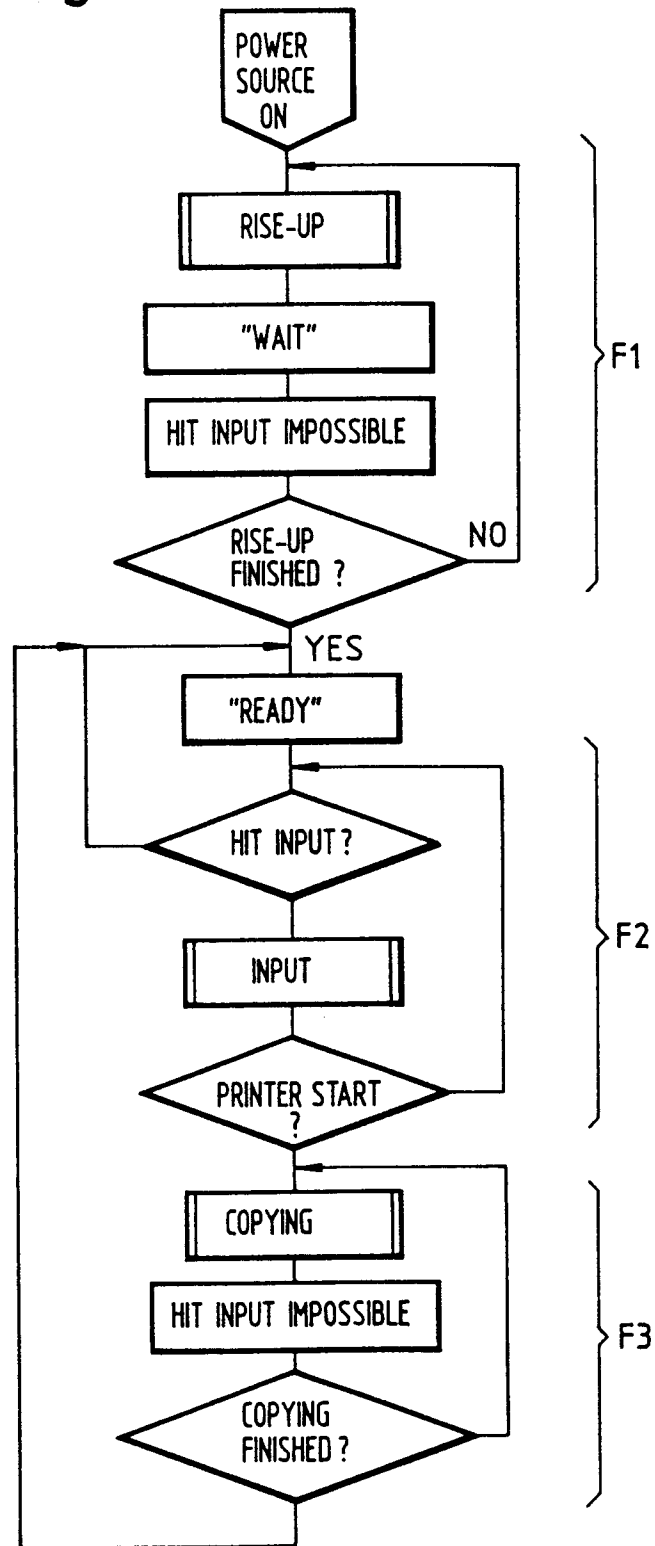 POWER
SOURCE
ON
RISE-UP
"WAIT"
HIT INPUT IMPOSSIBLE
RISE-UP
FINISHED ?
NO
F1
YES
"READY"
HIT INPUT ?
INPUT
F2
PRINTER START
?
COPYING
HIT INPUT IMPOSSIBLE
F3
COPYING
FINISHED ?